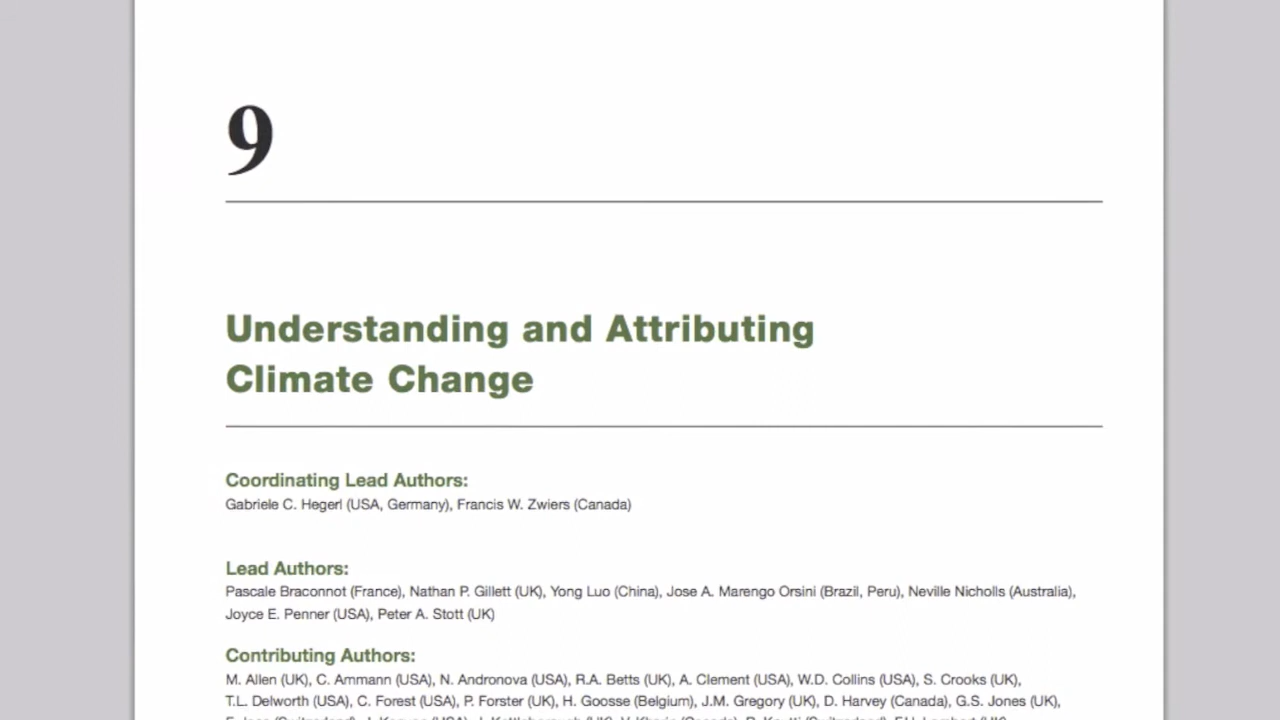 9
Understanding and Attributing
Climate Change
Coordinating Lead Authors:
Gabriele C. Hegerl (USA, Germany), Francis W. Zwiers (Canada)
Lead Authors:
Pascale Braconnot (France), Nathan P. Gillett (UK), Yong Luo (China), Jose A. Marengo Orsini (Brazil, Peru), Neville Nicholls (Australia),
Joyce E. Penner (USA), Peter A. Stott (UK)
Contributing Authors:
M. Allen (UK), C. Ammann (USA), N. Andronova (USA), R.A. Betts (UK), A. Clement (USA), W.D. Collins (USA), S. Crooks (UK),
T.L. Delworth (USA), C. Forest (USA), P. Forster (UK), H. Goosse (Belgium), J.M. Gregory (UK), D. Harvey (Canada), G.S. Jones (UK),